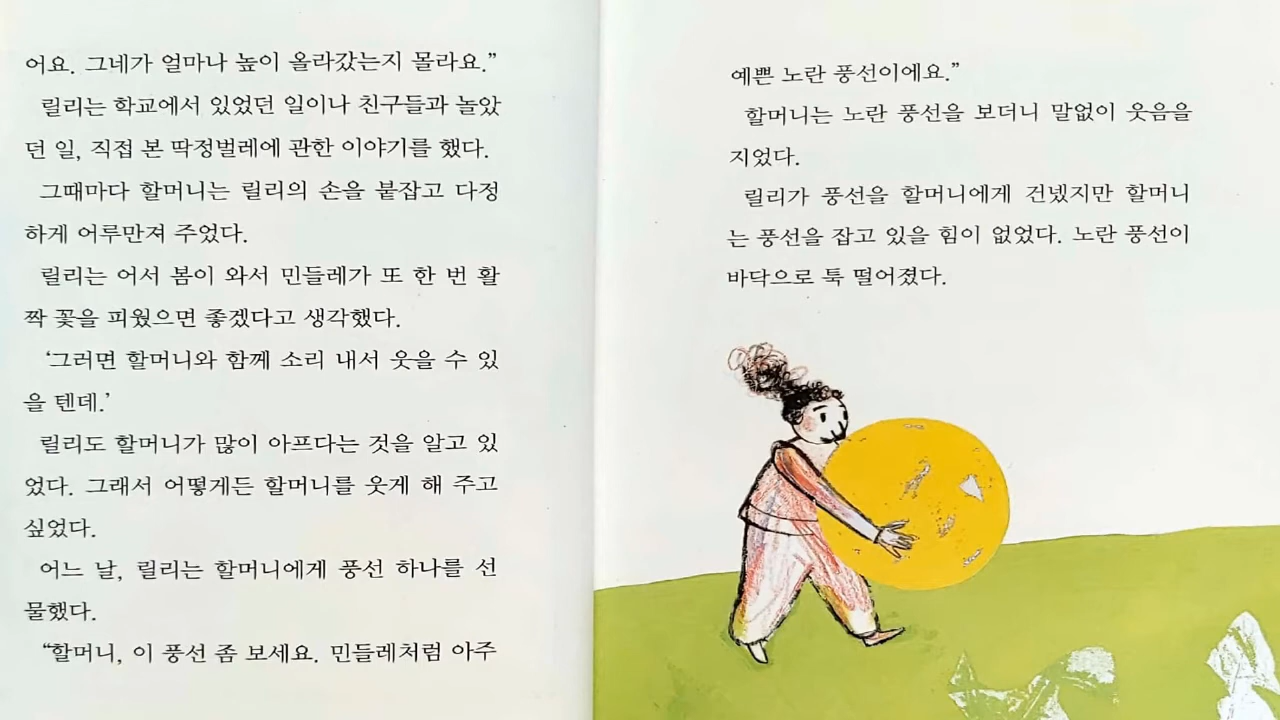 어요. 그네가 얼마나 높이 올라갔는지 몰라요.”
릴리는 학교에서 있었던 일이나 친구들과 놀았
던 일, 직접 본 딱정벌레에 관한 이야기를 했다.
그때마다 할머니는 릴리의 손을 붙잡고 다정
하게 어루만져 주었다.
릴리는 어서 봄이 와서 민들레가 또 한 번 활
짝 꽃을 피웠으면 좋겠다고 생각했다.
‘그러면 할머니와 함께 소리 내서 웃을 수 있
을 텐데.’
릴리도 할머니가 많이 아프다는 것을 알고 있
었다. 그래서 어떻게든 할머니를 웃게 해 주고
싶었다.
어느 날, 릴리는 할머니에게 풍선 하나를 선
물했다.
“할머니, 이 풍선 좀 보세요. 민들레처럼 아주
예쁜 노란 풍선이에요.”
할머니는 노란 풍선을 보더니 말없이 웃음을
지었다.
릴리가 풍선을 할머니에게 건넸지만 할머니
는 풍선을 잡고 있을 힘이 없었다. 노란 풍선이
바닥으로 툭 떨어졌다.